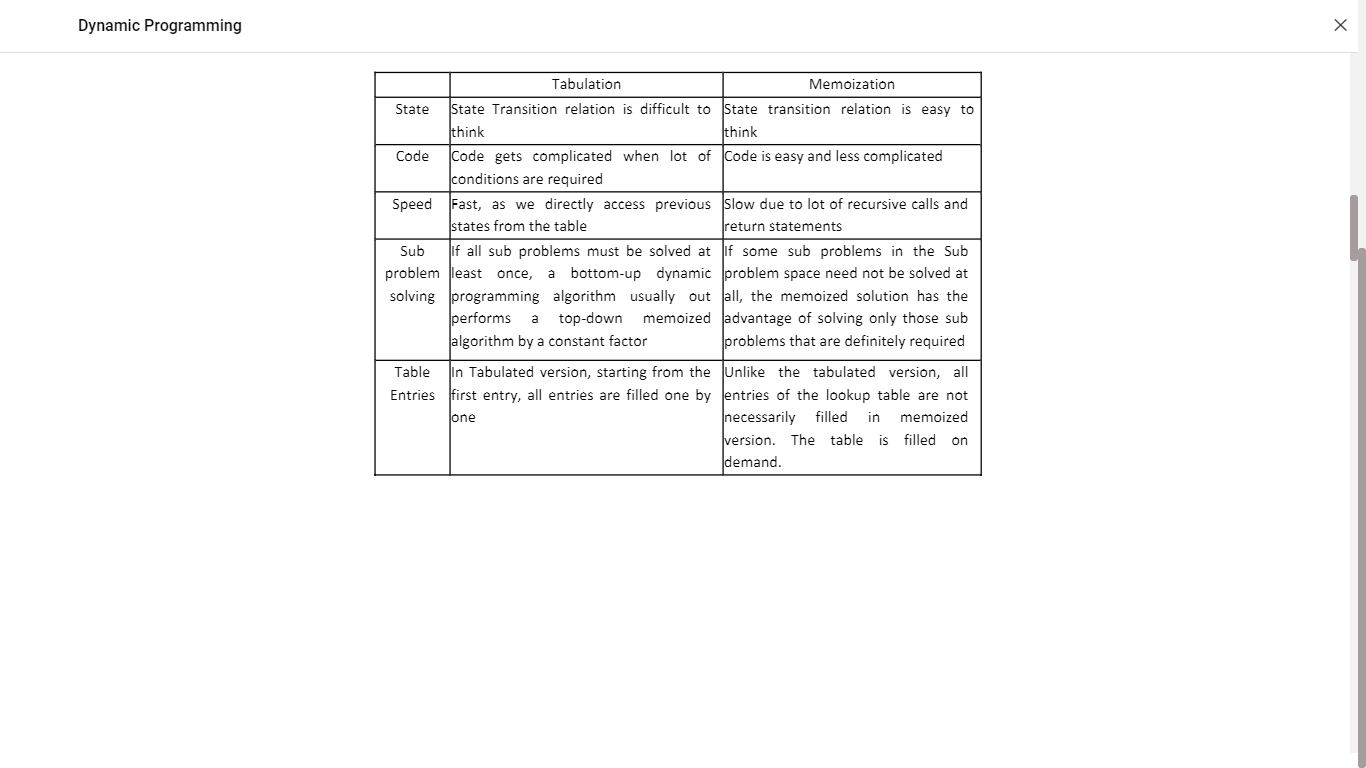 Dynamic Programming
Tabulation
Memoization
State
State Transition relation is difficult to
think
State transition relation is easy to
think
Code
Code gets complicated when lot of
conditions are required
Code is easy and less complicated
Speed
Fast, as we directly access previous
states from the table
Slow due to lot of recursive calls and
return statements
Sub
problem
solving
If all sub problems must be solved at
least once, a bottom-up dynamic
programming algorithm usually out
performs a top-down memoized
algorithm by a constant factor
If some sub problems in the Sub
problem space need not be solved at
all, the memoized solution has the
advantage of solving only those sub
problems that are definitely required
Table
Entries
In Tabulated version, starting from the
first entry, all entries are filled one by
one
Unlike the tabulated version, all
entries of the lookup table are not
necessarily filled in memoized
version. The table is filled on
demand.